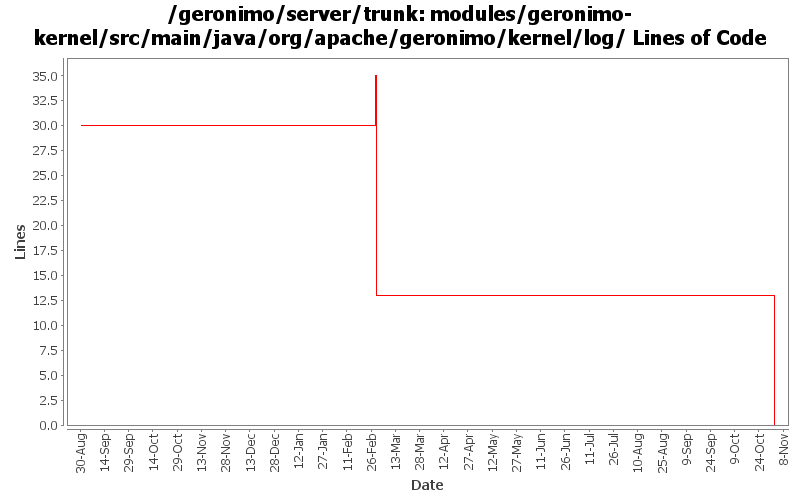 /geronimo/server/trunk: modules/geronimo-
kernel/src/main/java/org/apache/geronimo/kernel/log/ Lines of Code
35.0
32.5
30.0
27.5
25.0
22.5
20.0
17.5
15.0
12.5
10.0
7.5
5.0
2.5
0.0
Lines
30-Aug
14-Sep
29-Sep
14-Oct
29-Oct
13-Nov
28-Nov
13-Dec
28-Dec
12-Jan
27-Jan
11-Feb
26-Feb
13-Mar
28-Mar
12-Apr
27-Apr
12-May
27-May
11-Jun
26-Jun
11-Jul
26-Jul
10-Aug
25-Aug
9-Sep
24-Sep
9-Oct
24-Oct
8-Nov
Date